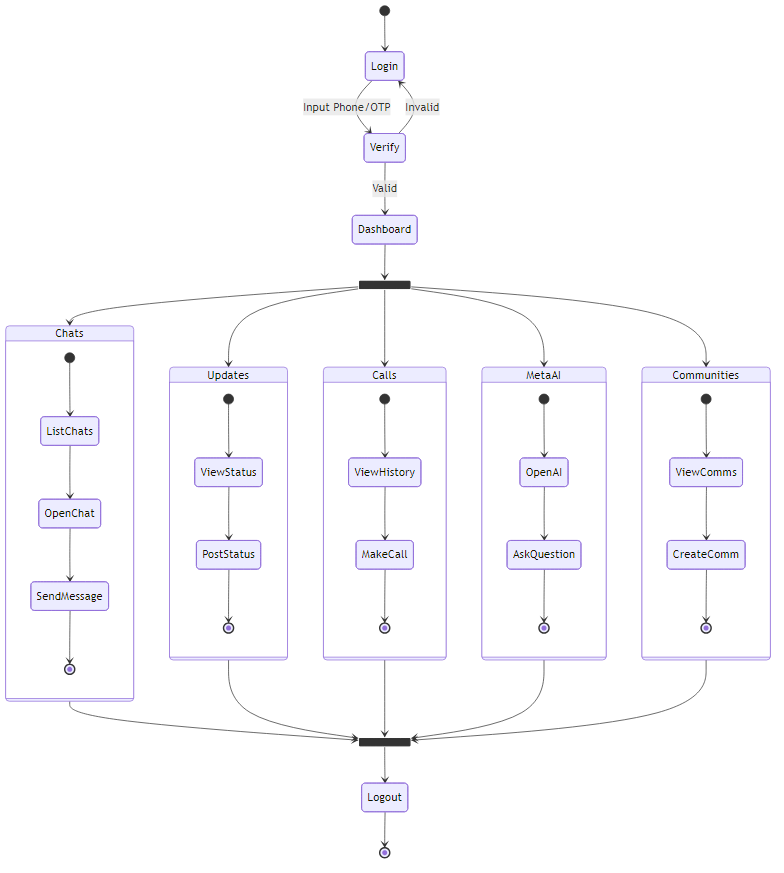 Login
Input Phone/OTP
Invalid
Verify
Valid
Dashboard
Chats
ListChats
OpenChat
SendMessage
Updates
ViewStatus
PostStatus
Calls
ViewHistory
MakeCall
MetaAI
OpenAI
AskQuestion
Communities
ViewComms
CreateComm
Logout